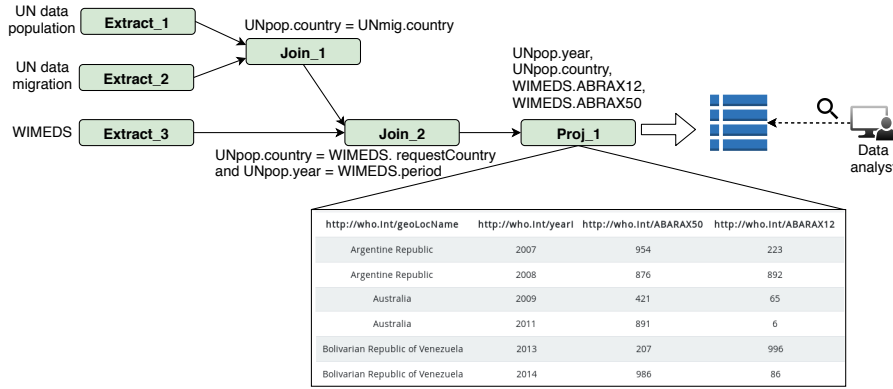 UN data
population
Extract_1
UNpop.country = UNmig.country
Join_1
UN data
migration
Extract_2
UNpop.year,
UNpop.country,
WIMEDS.ABRAX12,
WIMEDS.ABRAX50
WIMEDS
Extract_3
Join_2
Proj_1
UNpop.country = WIMEDS. requestCountry
and UNpop.year = WIMEDS.period
Data
analyst
http://who.int/geoLocName http://who.int/yearI http://who.int/ABARAX50 http://who.int/ABARAX12
Argentine Republic 2007 954 223
Argentine Republic 2008 876 892
Australia 2009 421 65
Australia 2011 891 6
Bolivarian Republic of Venezuela 2013 207 996
Bolivarian Republic of Venezuela 2014 986 86